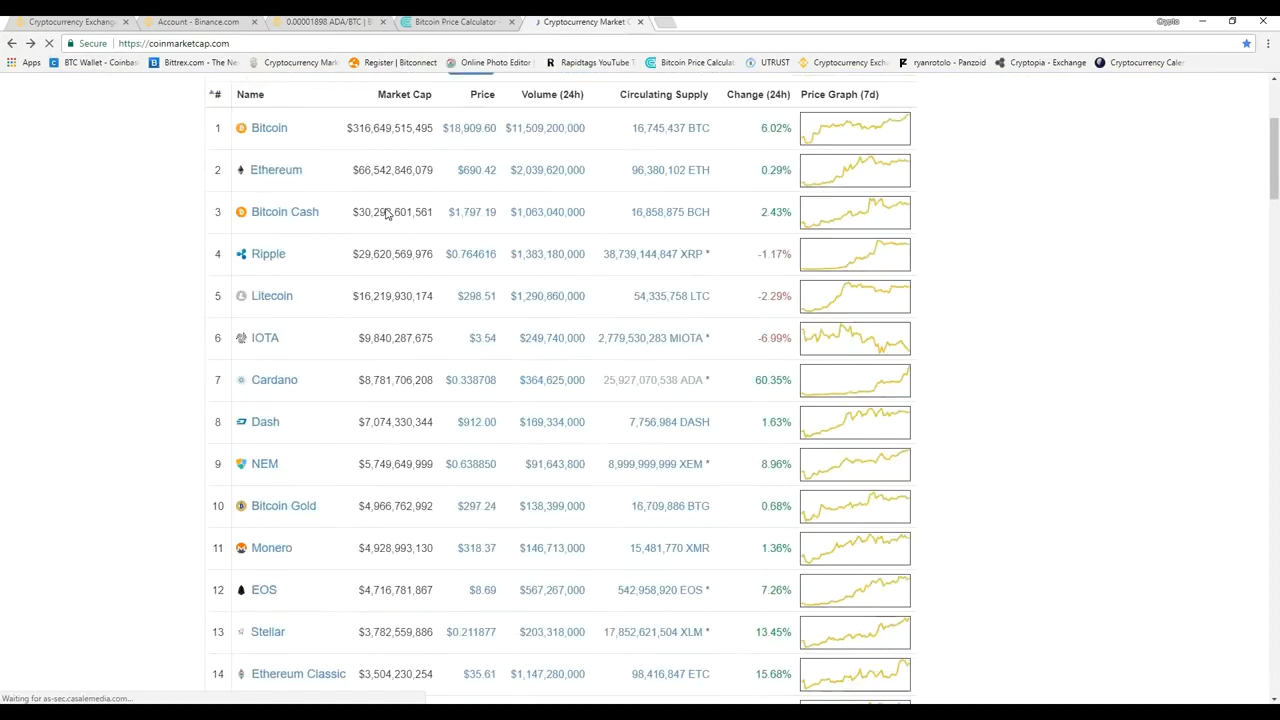 Cryptocurrency Exchang
Account - Binance.com
0.00001898 ADA/BTC | B
Bitcoin Price Calculator -
Cryptocurrency Market C
Crypto
Secure
https://coinmarketcap.com
Apps
BTC Wallet - Coinbas
Bittrex.com - The Ne
Cryptocurrency Mark
Register | Bitconnect
Online Photo Editor |
Rapidtags YouTube T
Bitcoin Price Calculat
UTRUST
Cryptocurrency Exch
ryanrotolo - Panzoid
Cryptopia - Exchange
Cryptocurrency Caler
# Name Market Cap Price Volume (24h) Circulating Supply Change (24h) Price Graph (7d)
1 Bitcoin $316,649,515,495 $18,909.60 $11,509,200,000 16,745,437 BTC 6.02%
2 Ethereum $66,542,846,079 $690.42 $2,039,620,000 96,380,102 ETH 0.29%
3 Bitcoin Cash $1,797.19 $1,063,040,000 16,858,875 BCH 2.43%
4 Ripple $29,620,569,976 $0.764616 $1,383,180,000 38,739,144,847 XRP * -1.17%
5 Litecoin $16,219,930,174 $298.51 $1,290,860,000 54,335,758 LTC -2.29%
6 IOTA $9,840,287,675 $3.54 $249,740,000 2,779,530,283 MIOTA * -6.99%
7 Cardano $8,781,706,208 $0.338708 $364,625,000 25,927,070,538 ADA * 60.35%
8 Dash $7,074,330,344 $912.00 $169,334,000 7,756,984 DASH 1.63%
9 NEM $5,749,649,999 $0.638850 $91,643,800 8,999,999,999 XEM * 8.96%
10 Bitcoin Gold $4,966,762,992 $297.24 $138,399,000 16,709,886 BTG 0.68%
11 Monero $4,928,993,130 $318.37 $146,713,000 15,481,770 XMR 1.36%
12 EOS $4,716,781,867 $8.69 $567,267,000 542,958,920 EOS * 7.26%
13 Stellar $3,782,559,886 $0.211877 $203,318,000 17,852,621,504 XLM * 13.45%
14 Ethereum Classic $3,504,230,254 $35.61 $1,147,280,000 98,416,847 ETC 15.68%
Waiting for as-sec.casalemedia.com...